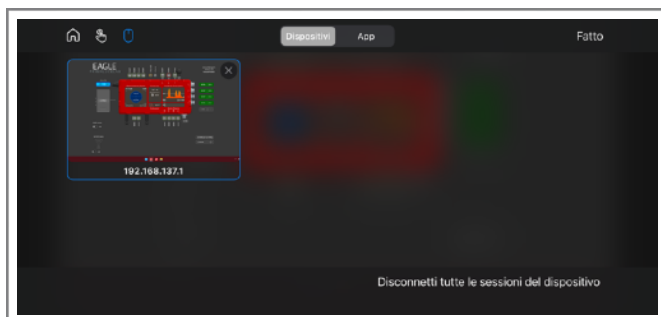 Dispositivi App Fatto
EAGLE
192.168.137.1
Disconnetti tutte le sessioni del dispositivo